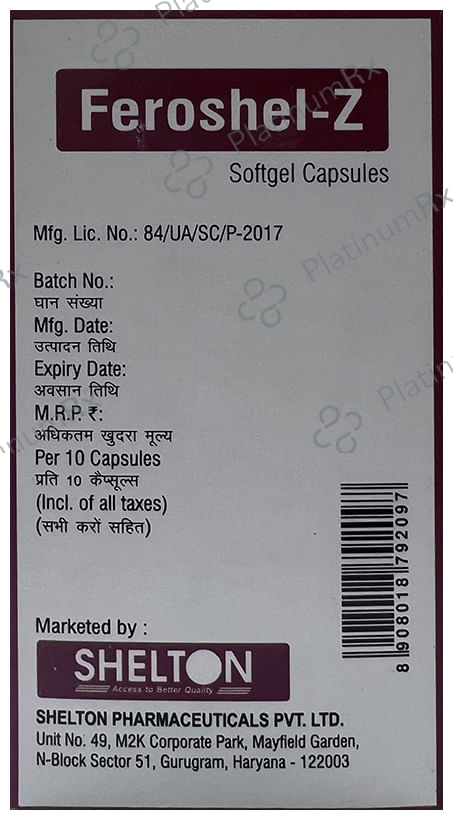 Feroshel-Z
Softgel Capsules
Mfg. Lic. No.: 84/UA/SC/P-2017
Batch No.:
घान संख्या
Mfg. Date:
उत्पादन तिथि
Expiry Date:
अवसान तिथि
M.R.P. ₹:
अधिकतम खुदरा मूल्य
Per 10 Capsules
प्रति 10 कैप्सूल्स
(Incl. of all taxes)
(सभी करों सहित)
8 908018 792097
Marketed by :
SHELTON
Access to Better Quality
SHELTON PHARMACEUTICALS PVT. LTD.
Unit No. 49, M2K Corporate Park, Mayfield Garden,
N-Block Sector 51, Gurugram, Haryana - 122003
PlatinumRx
PlatinumRx
PlatinumRx